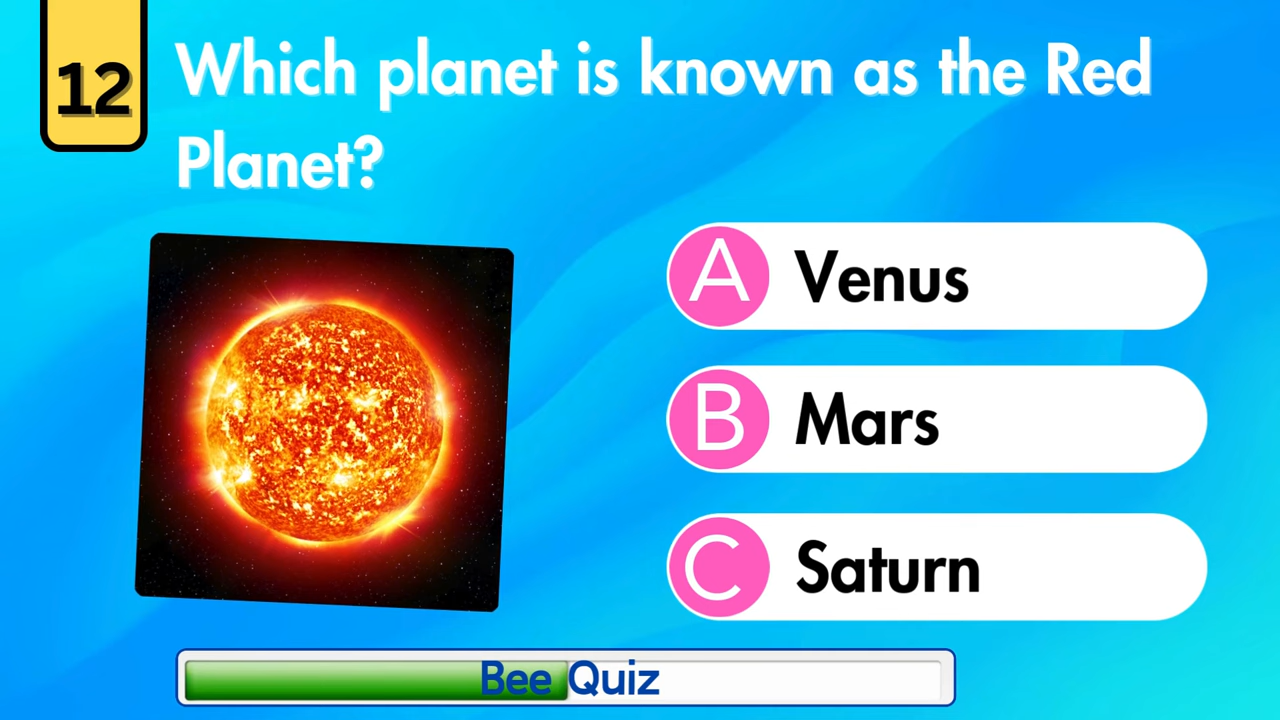 12
Which planet is known as the Red
Planet?
A Venus
B Mars
C Saturn
Bee Quiz